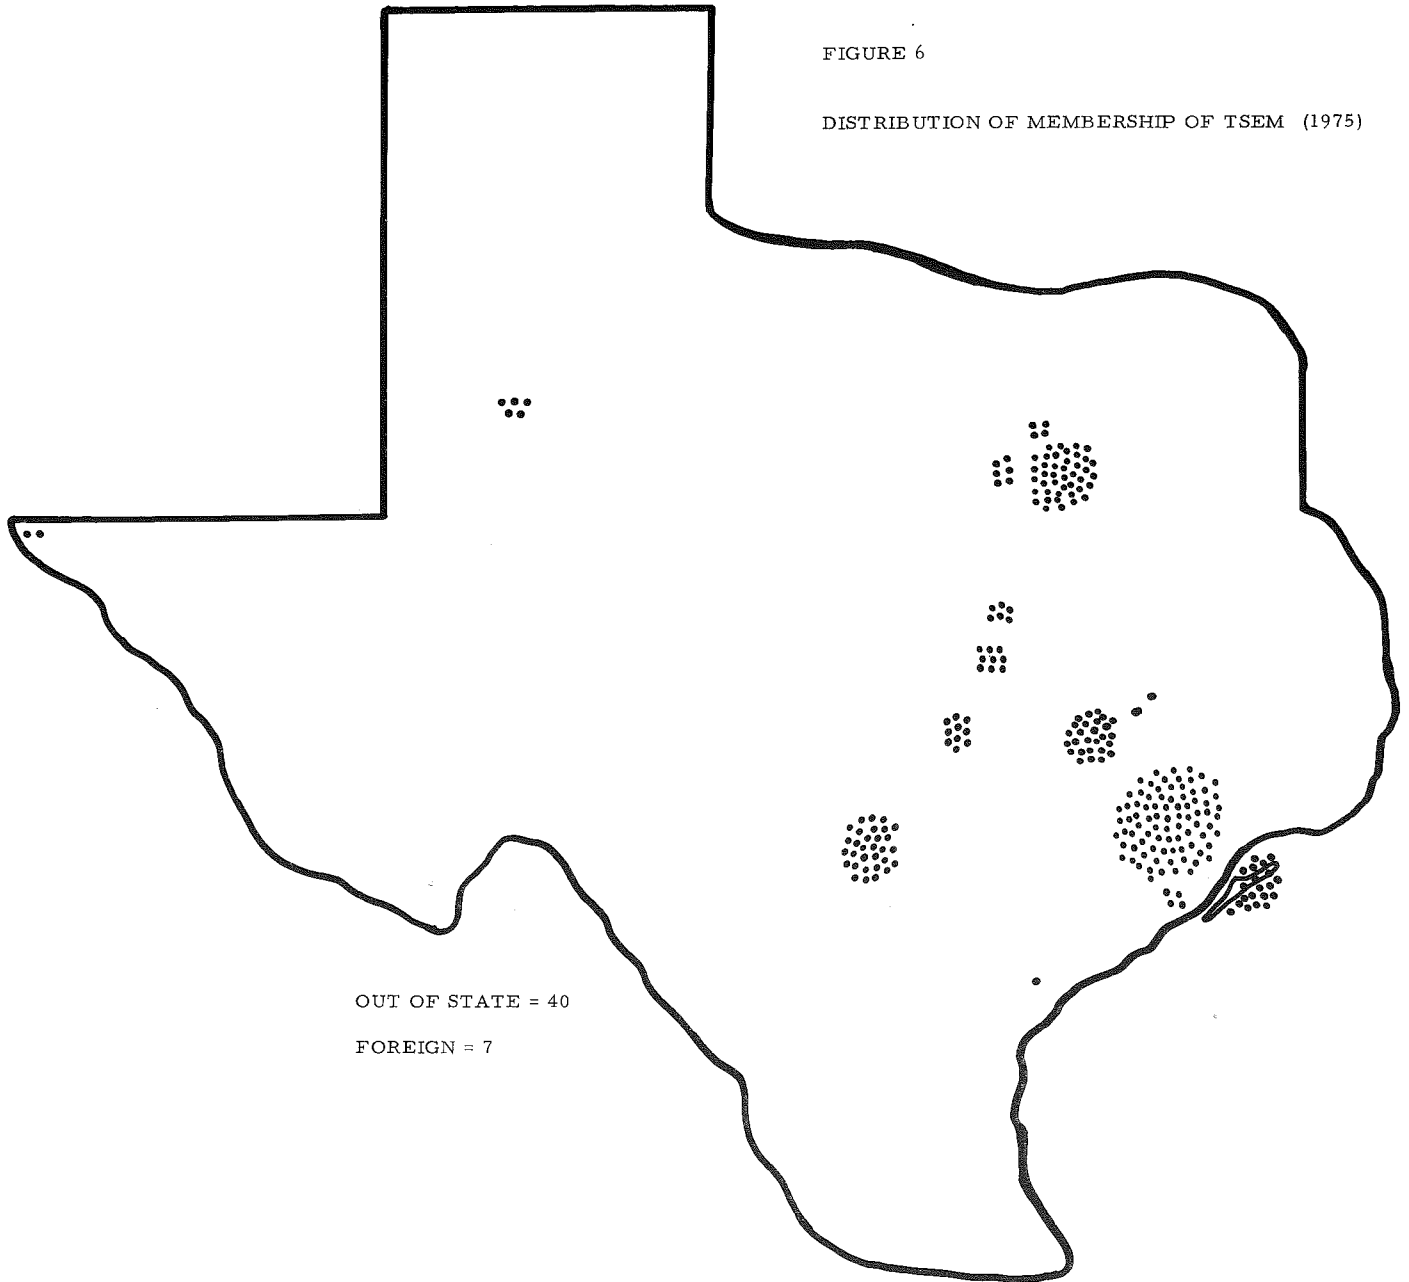 FIGURE 6
DISTRIBUTION OF MEMBERSHIP OF TSEM (1975)
OUT OF STATE = 40
FOREIGN = 7